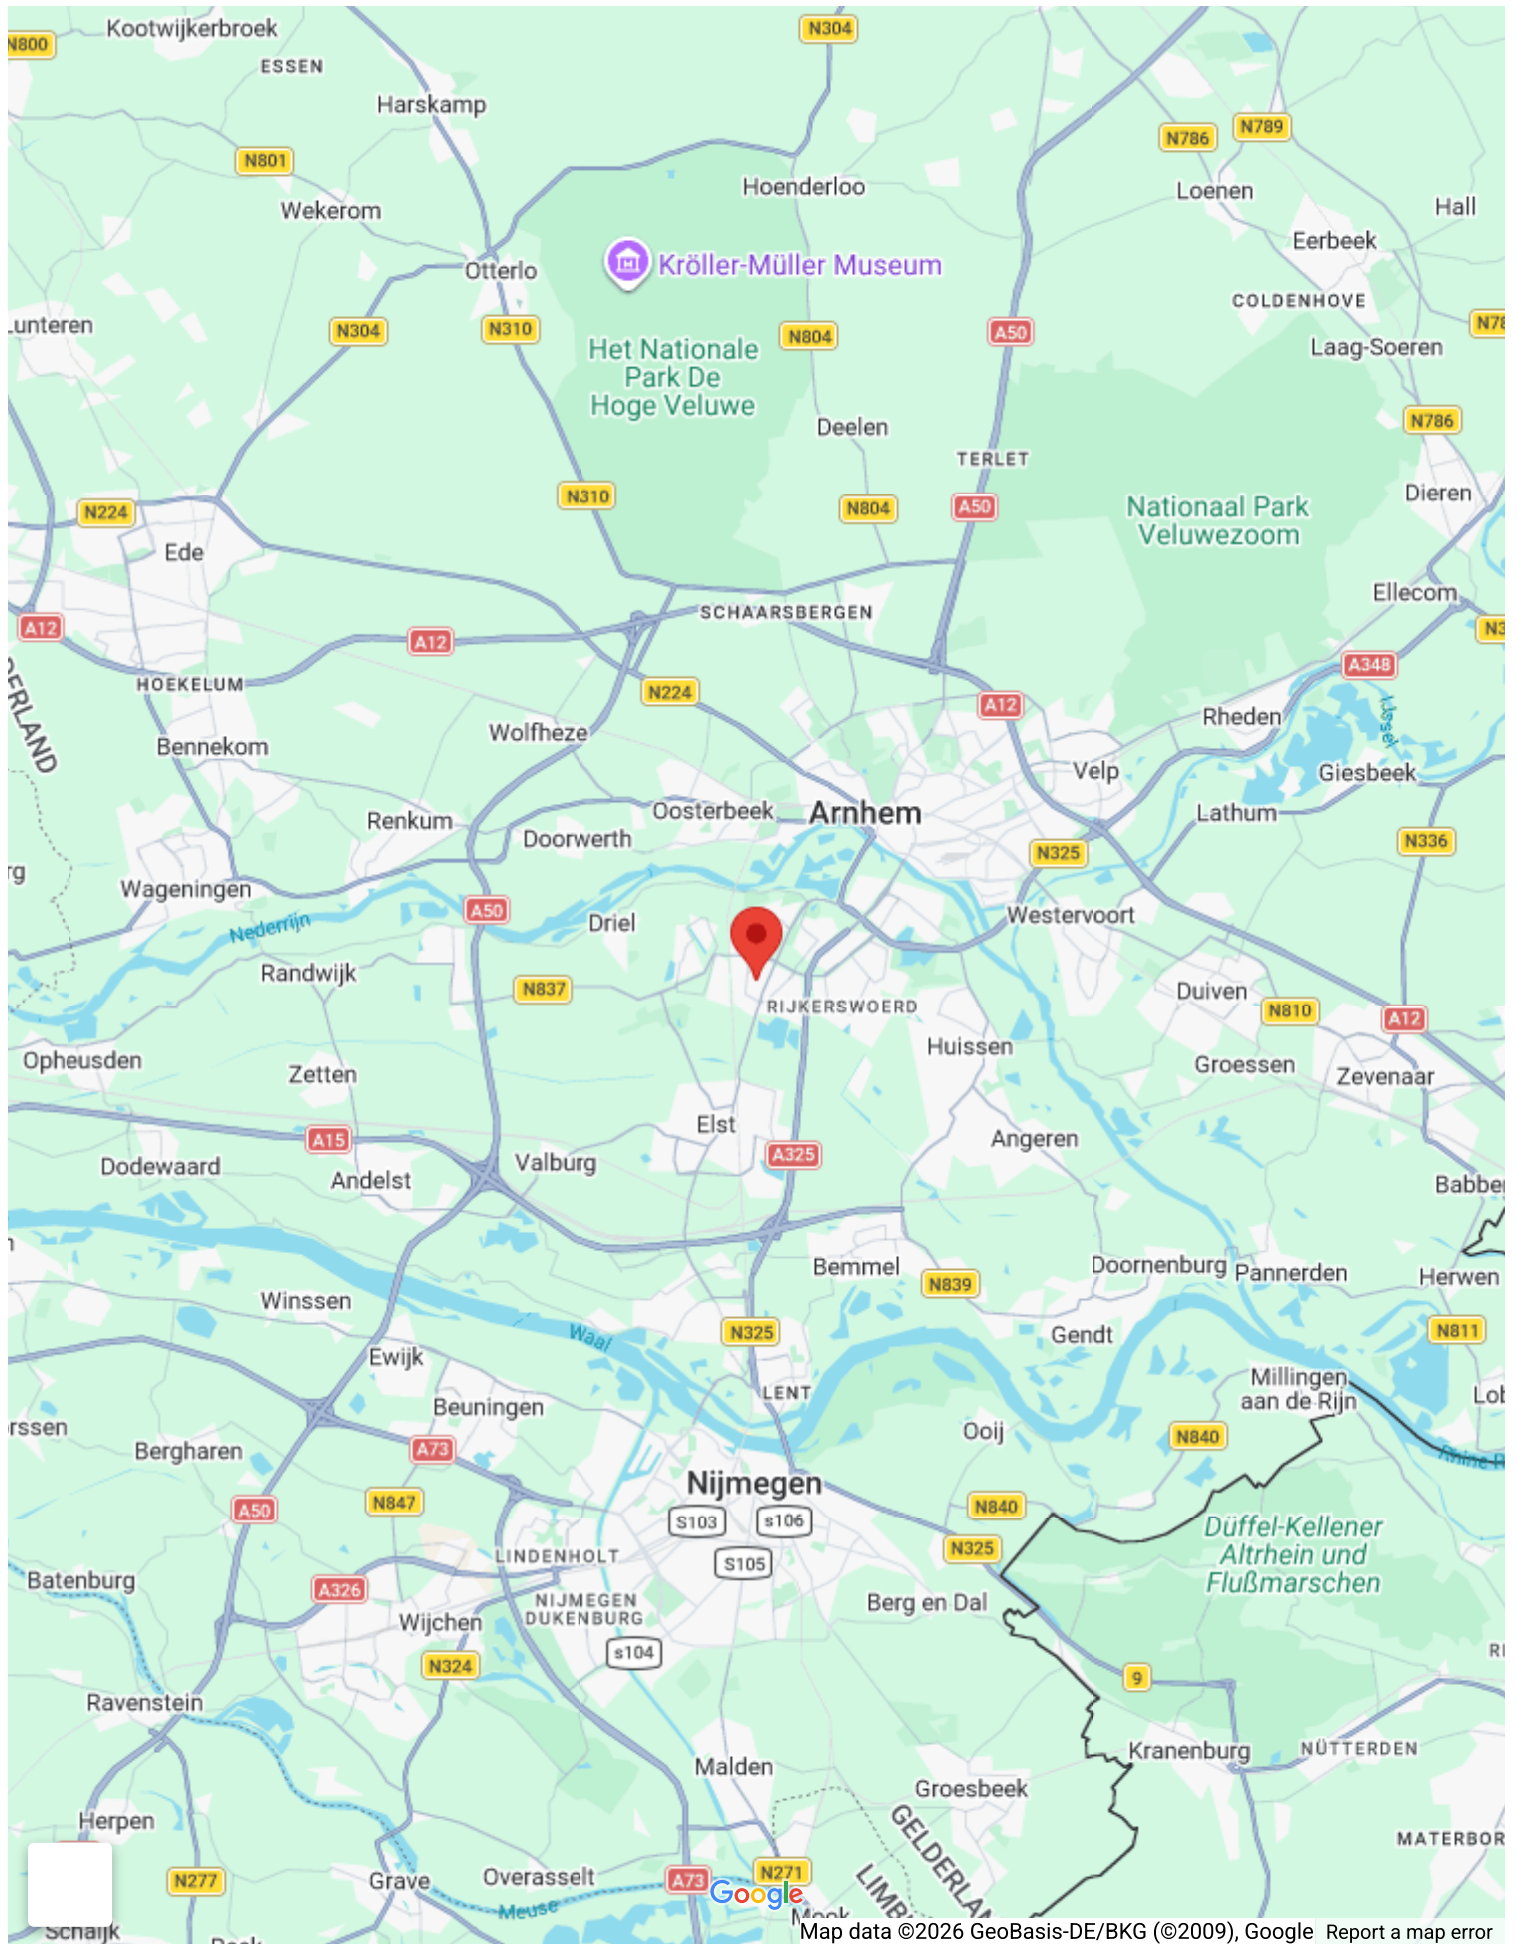 Kootwijkerbroek
N304
N800
ESSEN
Harskamp
N789
N786
N801
Hoenderloo
Loenen
Hall
Wekerom
Eerbeek
Kröller-Müller Museum
Otterlo
COLDENHOVE
Lunteren
N304
N310
N804
A50
Laag-Soeren
Het Nationale
Park De
Hoge Veluwe
N786
Deelen
TERLET
Dieren
N310
N224
N804
A50
Nationaal Park
Veluwezoom
Ede
Ellecom
SCHAARSBERGEN
A12
A12
A348
HOEKELUM
N224
A12
IJssel
Rheden
Wolfheze
Bennekom
Velp
Giesbeek
Renkum
Oosterbeek
Arnhem
Lathum
Doorwerth
N336
N325
Wageningen
A50
Driel
Westervoort
Nederrijn
Randwijk
N837
Duiven
RIJKERSWOERD
N810
A12
Huissen
Opheusden
Zetten
Groessen
Zevenaar
Elst
A15
Angeren
A325
Dodewaard
Andelst
Valburg
Bemmel
Doornenburg
Pannerden
Herwen
N839
Winssen
Waal
N325
Gendt
N811
Ewijk
Millingen
aan de Rijn
LENT
Beuningen
Ooij
N840
Bergharen
A73
Nijmegen
N847
A50
N840
S103
s106
Düffel-Kellener
Altrhein und
Flußmarschen
N325
LINDENHOLT
S105
Batenburg
A326
NIJMEGEN
DUKENBURG
Berg en Dal
Wijchen
s104
N324
9
Ravenstein
Kranenburg
NÜTTERDEN
Malden
Groesbeek
Herpen
GELDERLAN
MATERBOR
N277
Grave
Overasselt
A73
N271
Google
LIMBU
Meuse
Mook
Schaijk
Map data ©2026 GeoBasis-DE/BKG (©2009), Google
Report a map error